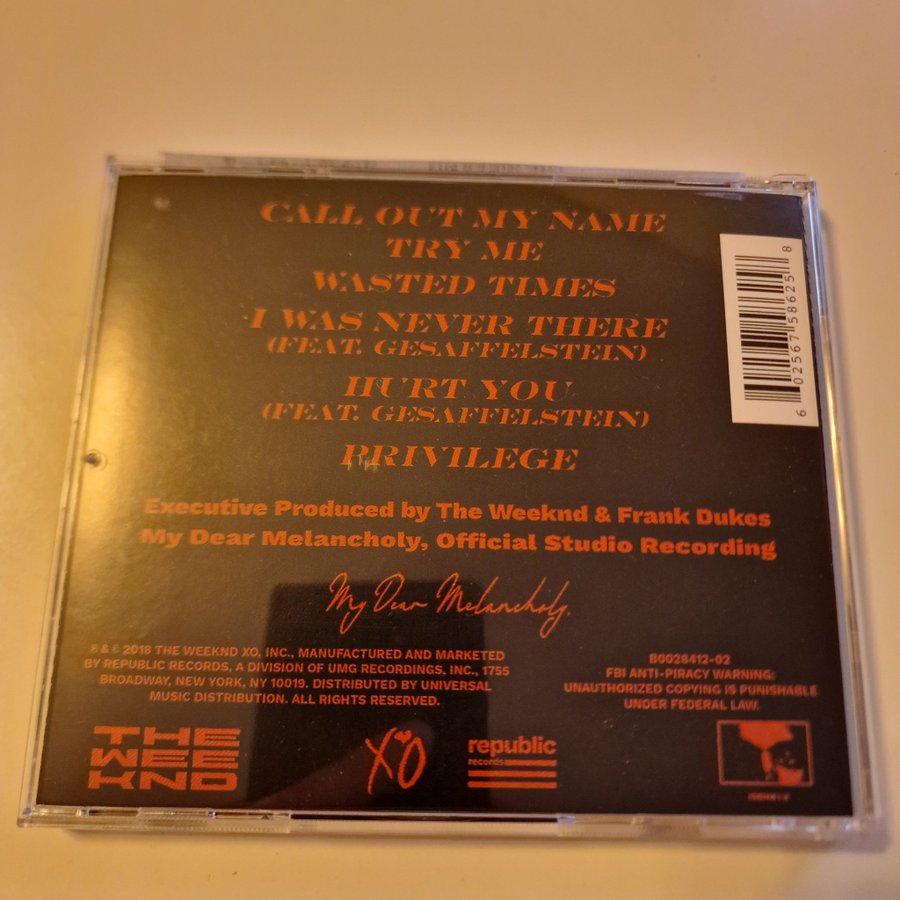 CALL OUT MY NAME
TRY ME
WASTED TIMES
I WAS NEVER THERE
(FEAT. GESAFFELSTEIN)
HURT YOU
(FEAT. GESAFFELSTEIN)
PRIVILEGE
6 02567 58625 8
Executive Produced by The Weeknd & Frank Dukes
My Dear Melancholy, Official Studio Recording
My Dear Melancholy,
℗ & © 2018 THE WEEKND XO, INC., MANUFACTURED AND MARKETED
BY REPUBLIC RECORDS, A DIVISION OF UMG RECORDINGS, INC., 1755
BROADWAY, NEW YORK, NY 10019. DISTRIBUTED BY UNIVERSAL
MUSIC DISTRIBUTION. ALL RIGHTS RESERVED.
B0028412-02
FBI ANTI-PIRACY WARNING:
UNAUTHORIZED COPYING IS PUNISHABLE
UNDER FEDERAL LAW.
THE
WEE
KND
XO
republic
records